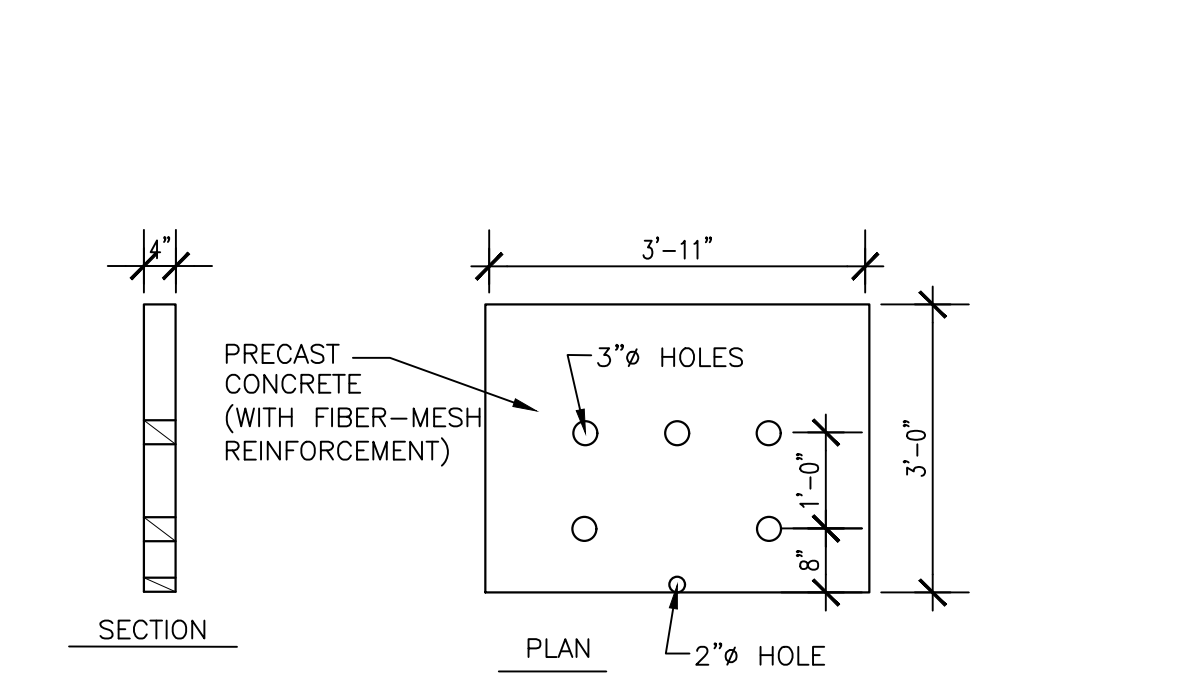 4”
3’-11”
PRECAST
CONCRETE
(WITH FIBER-MESH
REINFORCEMENT)
3”ø HOLES
3’-0”
1’-0”
8”
SECTION
PLAN
2”ø HOLE